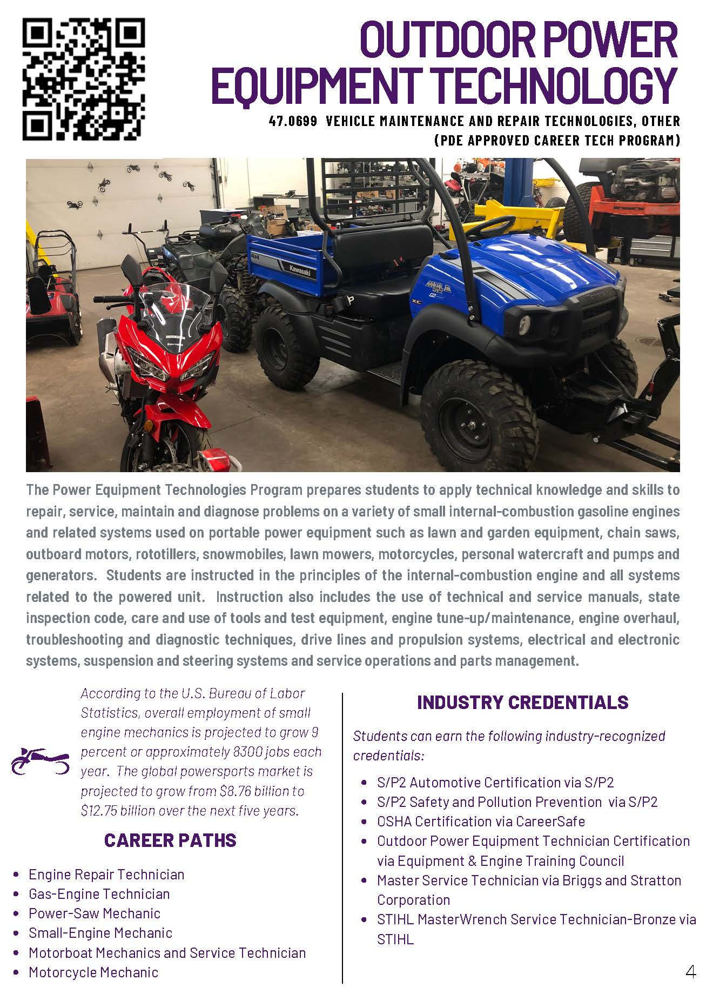 OUTDOOR POWER
EQUIPMENT TECHNOLOGY
47.0699 VEHICLE MAINTENANCE AND REPAIR TECHNOLOGIES, OTHER
(PDE APPROVED CAREER TECH PROGRAM)
YAMAHA
4x4
Kawasaki
MULE
XC
Kawasaki
The Power Equipment Technologies Program prepares students to apply technical knowledge and skills to
repair, service, maintain and diagnose problems on a variety of small internal-combustion gasoline engines
and related systems used on portable power equipment such as lawn and garden equipment, chain saws,
outboard motors, rototillers, snowmobiles, lawn mowers, motorcycles, personal watercraft and pumps and
generators. Students are instructed in the principles of the internal-combustion engine and all systems
related to the powered unit. Instruction also includes the use of technical and service manuals, state
inspection code, care and use of tools and test equipment, engine tune-up/maintenance, engine overhaul,
troubleshooting and diagnostic techniques, drive lines and propulsion systems, electrical and electronic
systems, suspension and steering systems and service operations and parts management.
According to the U.S. Bureau of Labor
Statistics, overall employment of small
engine mechanics is projected to grow 9
percent or approximately 8300 jobs each
year. The global powersports market is
projected to grow from $8.76 billion to
$12.75 billion over the next five years.
CAREER PATHS
• Engine Repair Technician
• Gas-Engine Technician
• Power-Saw Mechanic
• Small-Engine Mechanic
• Motorboat Mechanics and Service Technician
• Motorcycle Mechanic
INDUSTRY CREDENTIALS
Students can earn the following industry-recognized
credentials:
• S/P2 Automotive Certification via S/P2
• S/P2 Safety and Pollution Prevention via S/P2
• OSHA Certification via CareerSafe
• Outdoor Power Equipment Technician Certification
via Equipment & Engine Training Council
• Master Service Technician via Briggs and Stratton
Corporation
• STIHL MasterWrench Service Technician-Bronze via
STIHL
4